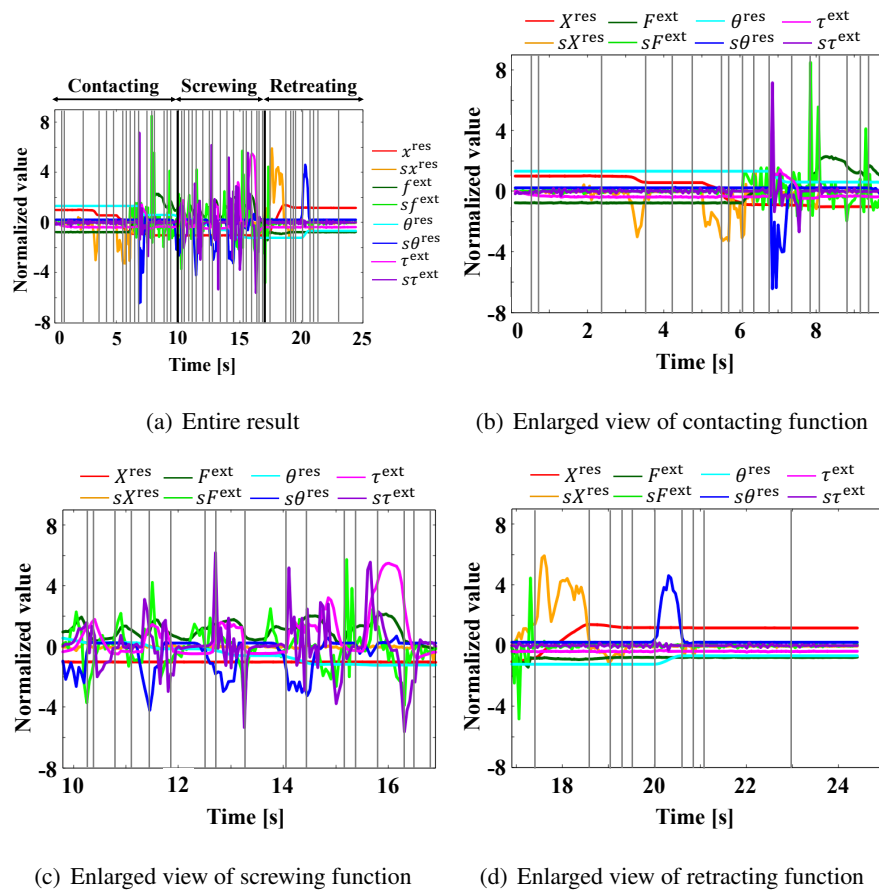 Contacting Screwing Retreating
Normalized value
8
4
0
-4
-8
0 5 10 15 20 25
Time [s]
x^res
sx^res
f^ext
sf^ext
θ^res
sθ^res
τ^ext
sτ^ext
(a) Entire result
X^res F^ext θ^res τ^ext
sX^res sF^ext sθ^res sτ^ext
Normalized value
8
4
0
-4
-8
0 2 4 6 8
Time [s]
(b) Enlarged view of contacting function
X^res F^ext θ^res τ^ext
sX^res sF^ext sθ^res sτ^ext
Normalized value
8
4
0
-4
-8
10 12 14 16
Time [s]
(c) Enlarged view of screwing function
X^res F^ext θ^res τ^ext
sX^res sF^ext sθ^res sτ^ext
Normalized value
8
4
0
-4
-8
18 20 22 24
Time [s]
(d) Enlarged view of retracting function